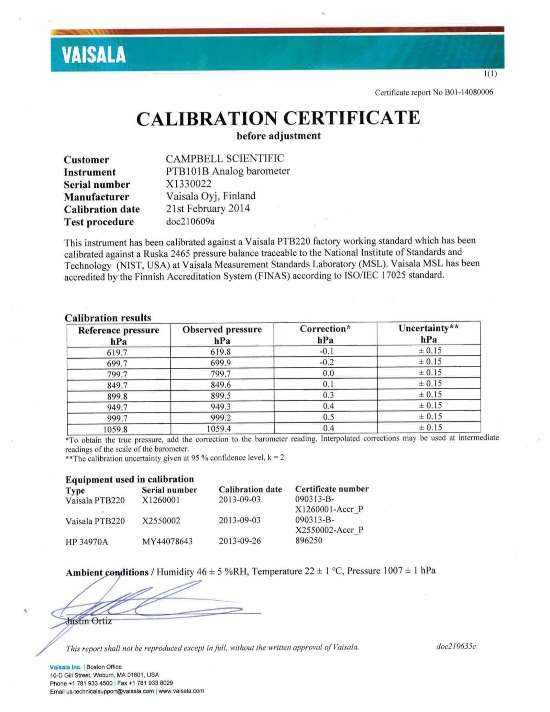 VAISALA
1(1)
Certificate report No B01-14080006
CALIBRATION CERTIFICATE
before adjustment
Customer CAMPBELL SCIENTIFIC
Instrument PTB101B Analog barometer
Serial number X1330022
Manufacturer Vaisala Oyj, Finland
Calibration date 21st February 2014
Test procedure doc210609a
This instrument has been calibrated against a Vaisala PTB220 factory working standard which has been
calibrated against a Ruska 2465 pressure balance traceable to the National Institute of Standards and
Technology (NIST, USA) at Vaisala Measurement Standards Laboratory (MSL). Vaisala MSL has been
accredited by the Finnish Accreditation System (FINAS) according to ISO/IEC 17025 standard.
Calibration results
Reference pressure Observed pressure Correction* Uncertainty**
hPa hPa hPa hPa
619.7 619.8 -0.1 ± 0.15
699.7 699.9 -0.2 ± 0.15
799.7 799.7 0.0 ± 0.15
849.7 849.6 0.1 ± 0.15
899.8 899.5 0.3 ± 0.15
949.7 949.3 0.4 ± 0.15
999.7 999.2 0.5 ± 0.15
1059.8 1059.4 0.4 ± 0.15
*To obtain the true pressure, add the correction to the barometer reading. Interpolated corrections may be used at intermediate
readings of the scale of the barometer.
**The calibration uncertainty given at 95 % confidence level, k = 2
Equipment used in calibration
Type Serial number Calibration date Certificate number
Vaisala PTB220 X1260001 2013-09-03 090313-B-
X1260001-Accr_P
Vaisala PTB220 X2550002 2013-09-03 090313-B-
X2550002-Accr_P
HP 34970A MY44078643 2013-09-26 896250
Ambient conditions / Humidity 46 ± 5 %RH, Temperature 22 ± 1 °C, Pressure 1007 ± 1 hPa
Justin Ortiz
This report shall not be reproduced except in full, without the written approval of Vaisala. doc210635c
Vaisala Inc. | Boston Office
10-D Gill Street, Woburn, MA 01801, USA
Phone +1 781 933 4500 | Fax +1 781 933 8029
Email us-technicalsupport@vaisala.com | www.vaisala.com